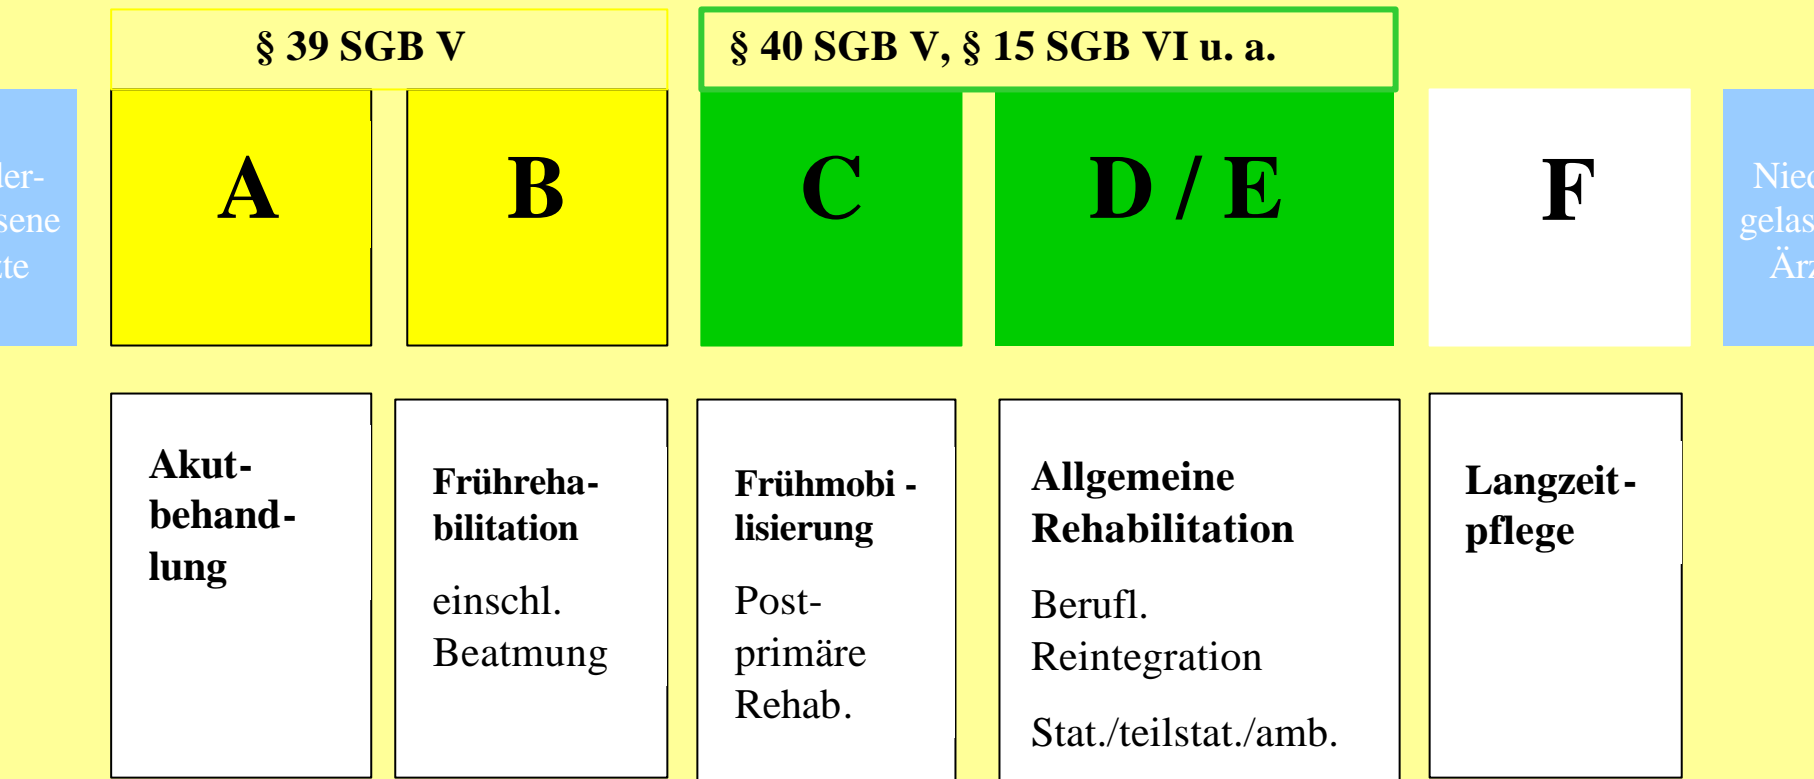 § 39 SGB V
§ 40 SGB V, § 15 SGB VI u. a.
A
B
C
D / E
F
Akut-
behand-
lung
Frühreha-
bilitation
einschl.
Beatmung
Frühmobi -
lisierung
Post-
primäre
Rehab.
Allgemeine
Rehabilitation
Berufl.
Reintegration
Stat./teilstat./amb.
Langzeit-
pflege